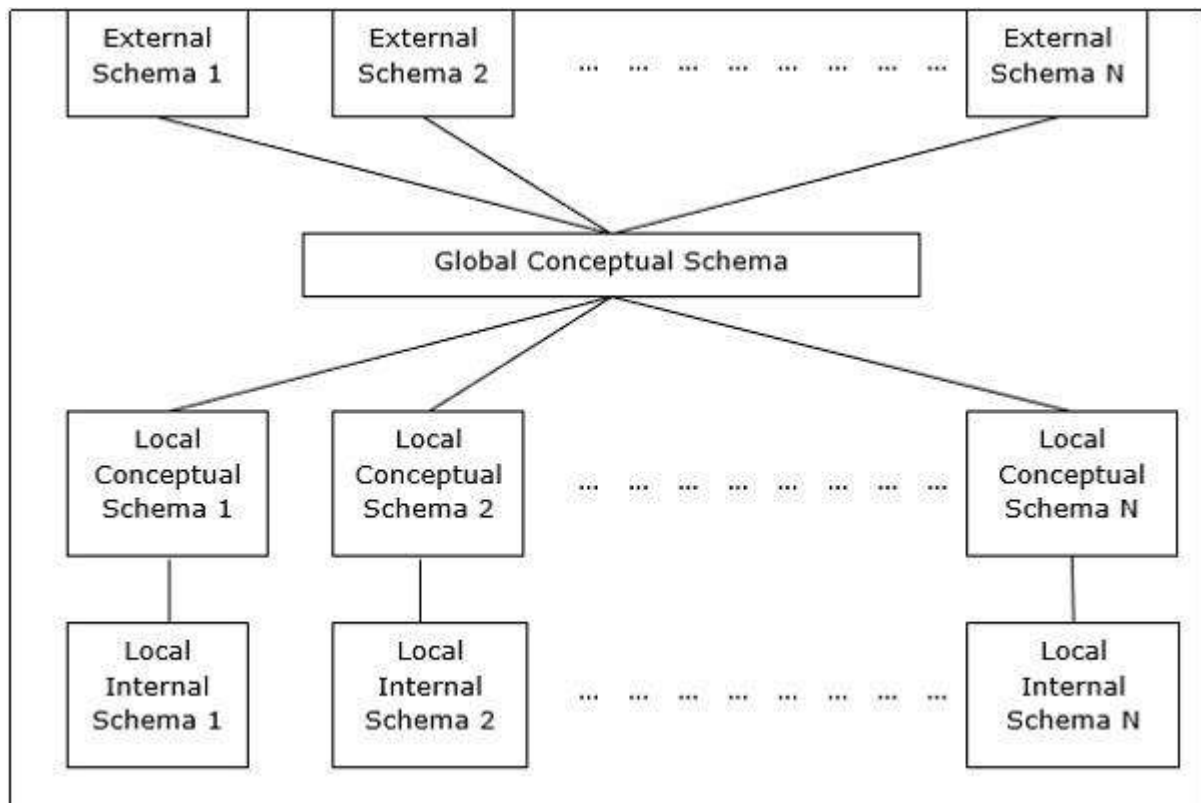 External
Schema 1
External
Schema 2
... ... ... ... ... ... ... ...
External
Schema N
Global Conceptual Schema
Local
Conceptual
Schema 1
Local
Conceptual
Schema 2
... ... ... ... ... ... ... ...
Local
Conceptual
Schema N
Local
Internal
Schema 1
Local
Internal
Schema 2
... ... ... ... ... ... ... ...
Local
Internal
Schema N